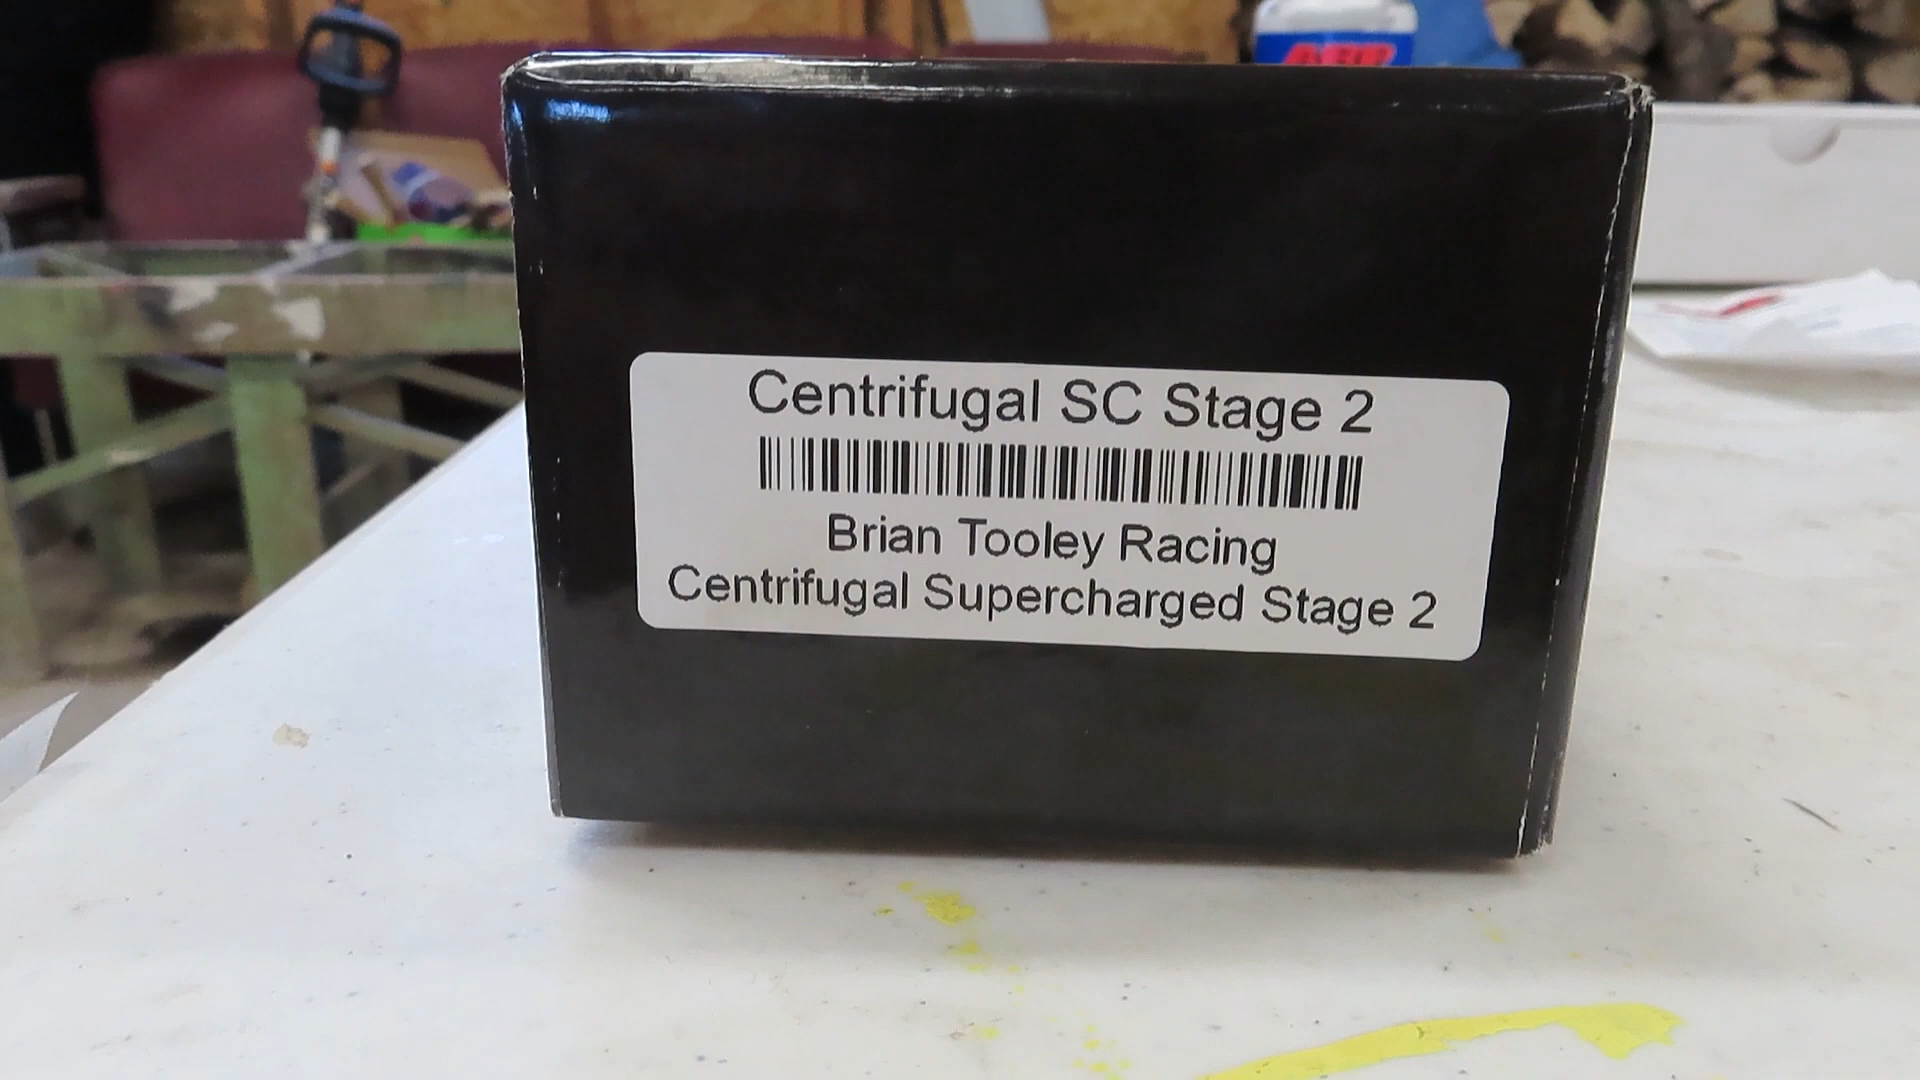 Centrifugal SC Stage 2
Brian Tooley Racing
Centrifugal Supercharged Stage 2